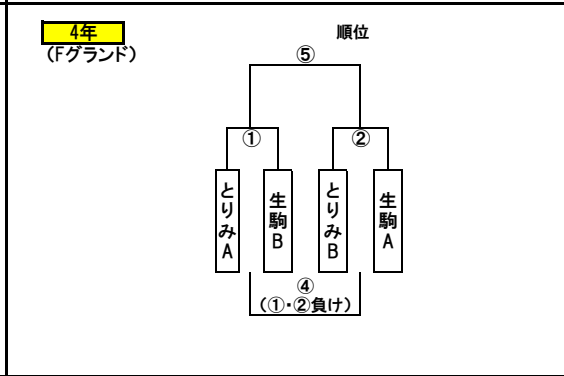 4年
(Fグランド)
順位
⑤
①
②
とりみA
生駒B
とりみB
生駒A
④
(①・②負け)